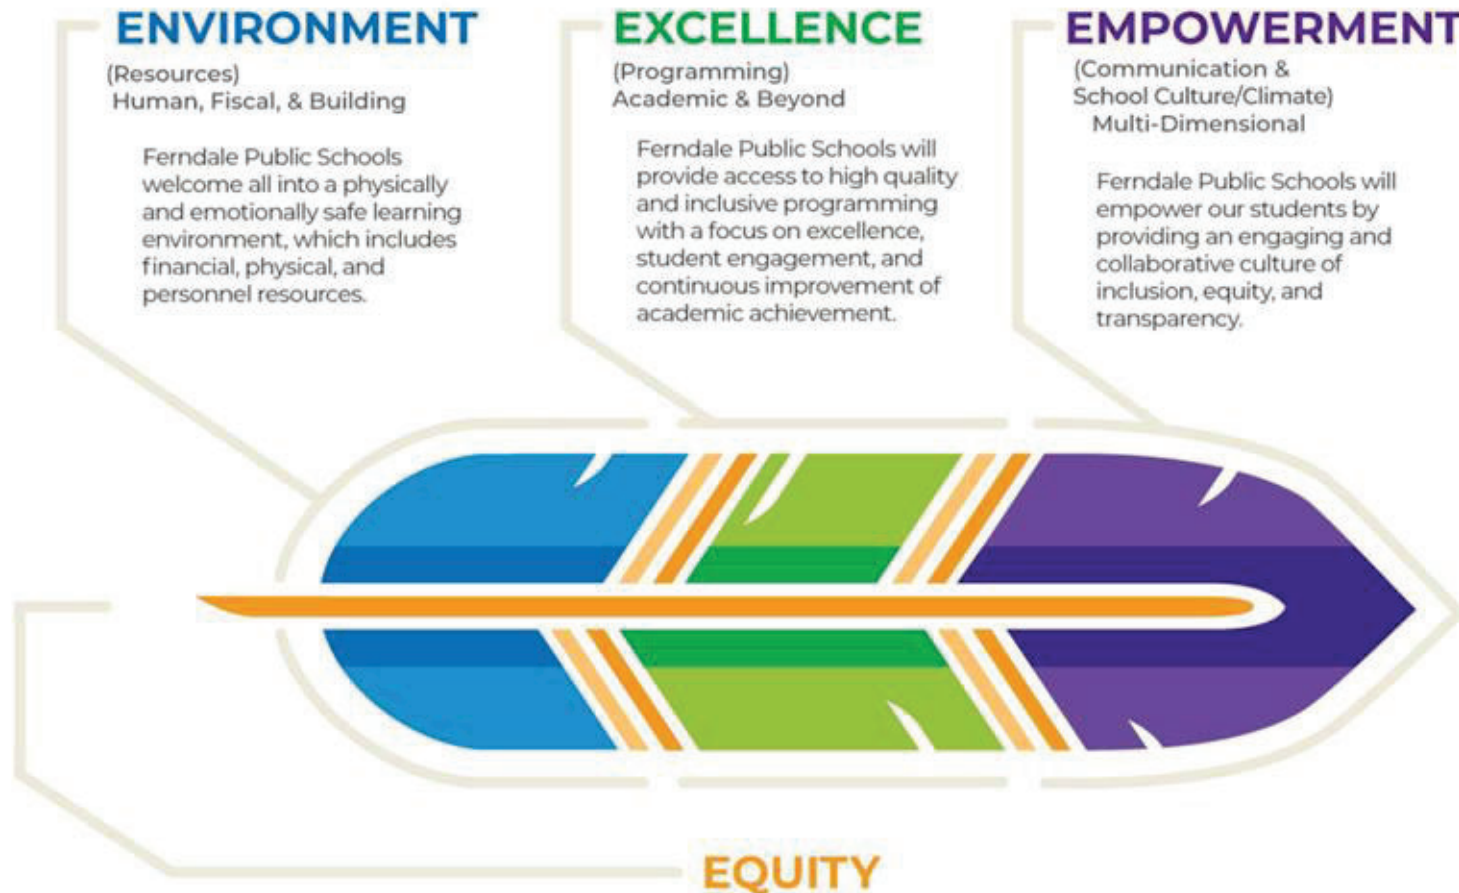 ENVIRONMENT
(Resources)
Human, Fiscal, & Building
Ferndale Public Schools
welcome all into a physically
and emotionally safe learning
environment, which includes
financial, physical, and
personnel resources.
EXCELLENCE
(Programming)
Academic & Beyond
Ferndale Public Schools will
provide access to high quality
and inclusive programming
with a focus on excellence,
student engagement, and
continuous improvement of
academic achievement.
EMPOWERMENT
(Communication &
School Culture/Climate)
Multi-Dimensional
Ferndale Public Schools will
empower our students by
providing an engaging and
collaborative culture of
inclusion, equity, and
transparency.
EQUITY